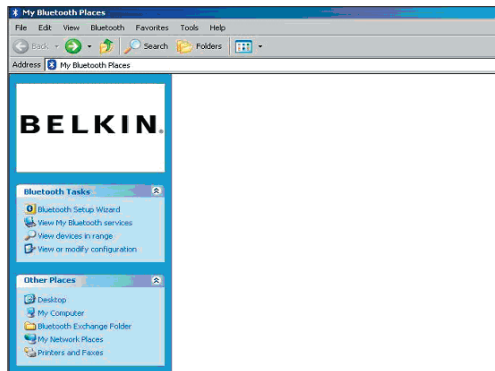 My Bluetooth Places
File Edit View Bluetooth Favorites Tools Help
Back Search Folders
Address My Bluetooth Places
BELKIN.
Bluetooth Tasks
Bluetooth Setup Wizard
View My Bluetooth services
View devices in range
View or modify configuration
Other Places
Desktop
My Computer
Bluetooth Exchange Folder
My Network Places
Printers and Faxes